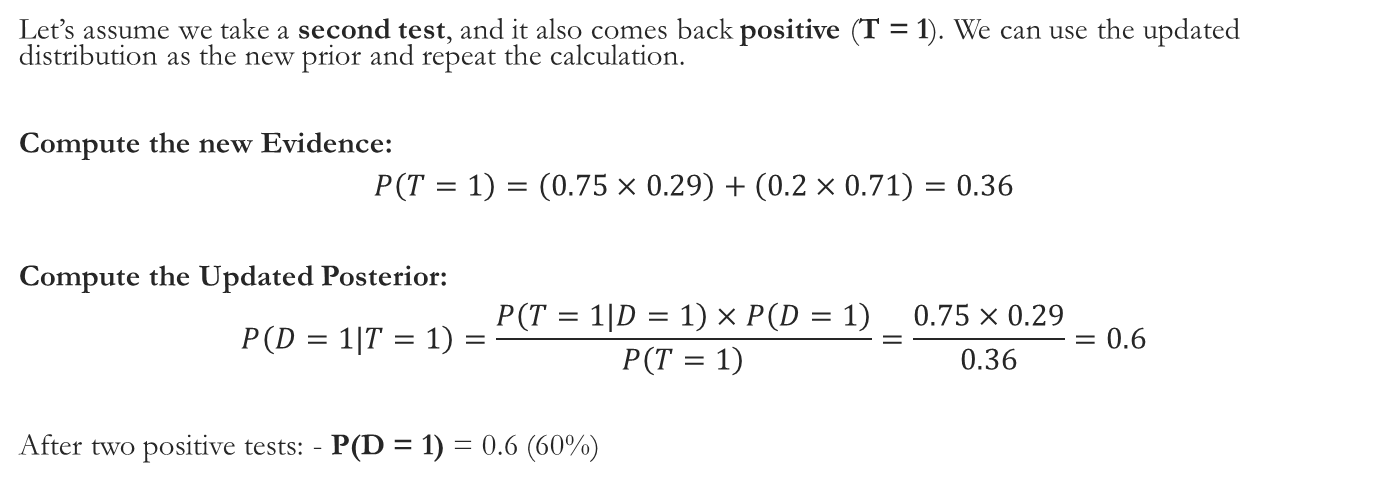 Let's assume we take a second test, and it also comes back positive (T = 1). We can use the updated
distribution as the new prior and repeat the calculation.
Compute the new Evidence:
P(T = 1) = (0.75 × 0.29) + (0.2 × 0.71) = 0.36
Compute the Updated Posterior:
P(D = 1|T = 1) = \frac{P(T = 1|D = 1) × P(D = 1)}{P(T = 1)} = \frac{0.75 × 0.29}{0.36} = 0.6
After two positive tests: - P(D = 1) = 0.6 (60%)